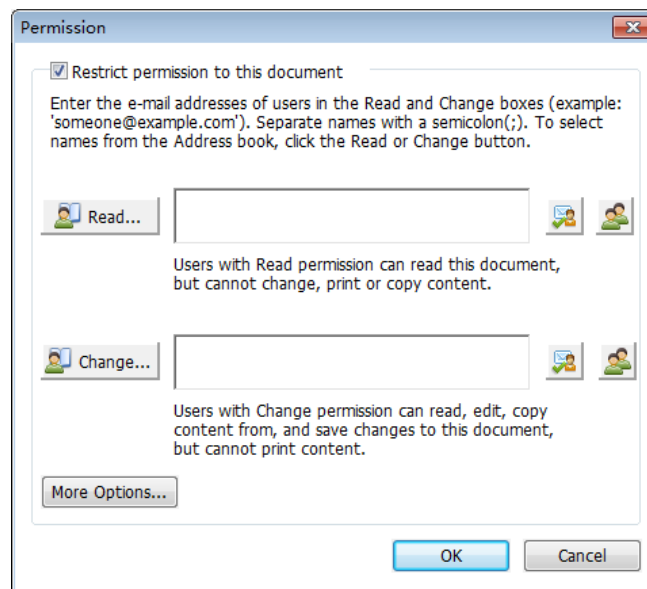 Permission
Restrict permission to this document
Enter the e-mail addresses of users in the Read and Change boxes (example:
'someone@example.com'). Separate names with a semicolon(;). To select
names from the Address book, click the Read or Change button.
Read...
Users with Read permission can read this document,
but cannot change, print or copy content.
Change...
Users with Change permission can read, edit, copy
content from, and save changes to this document,
but cannot print content.
More Options...
OK Cancel